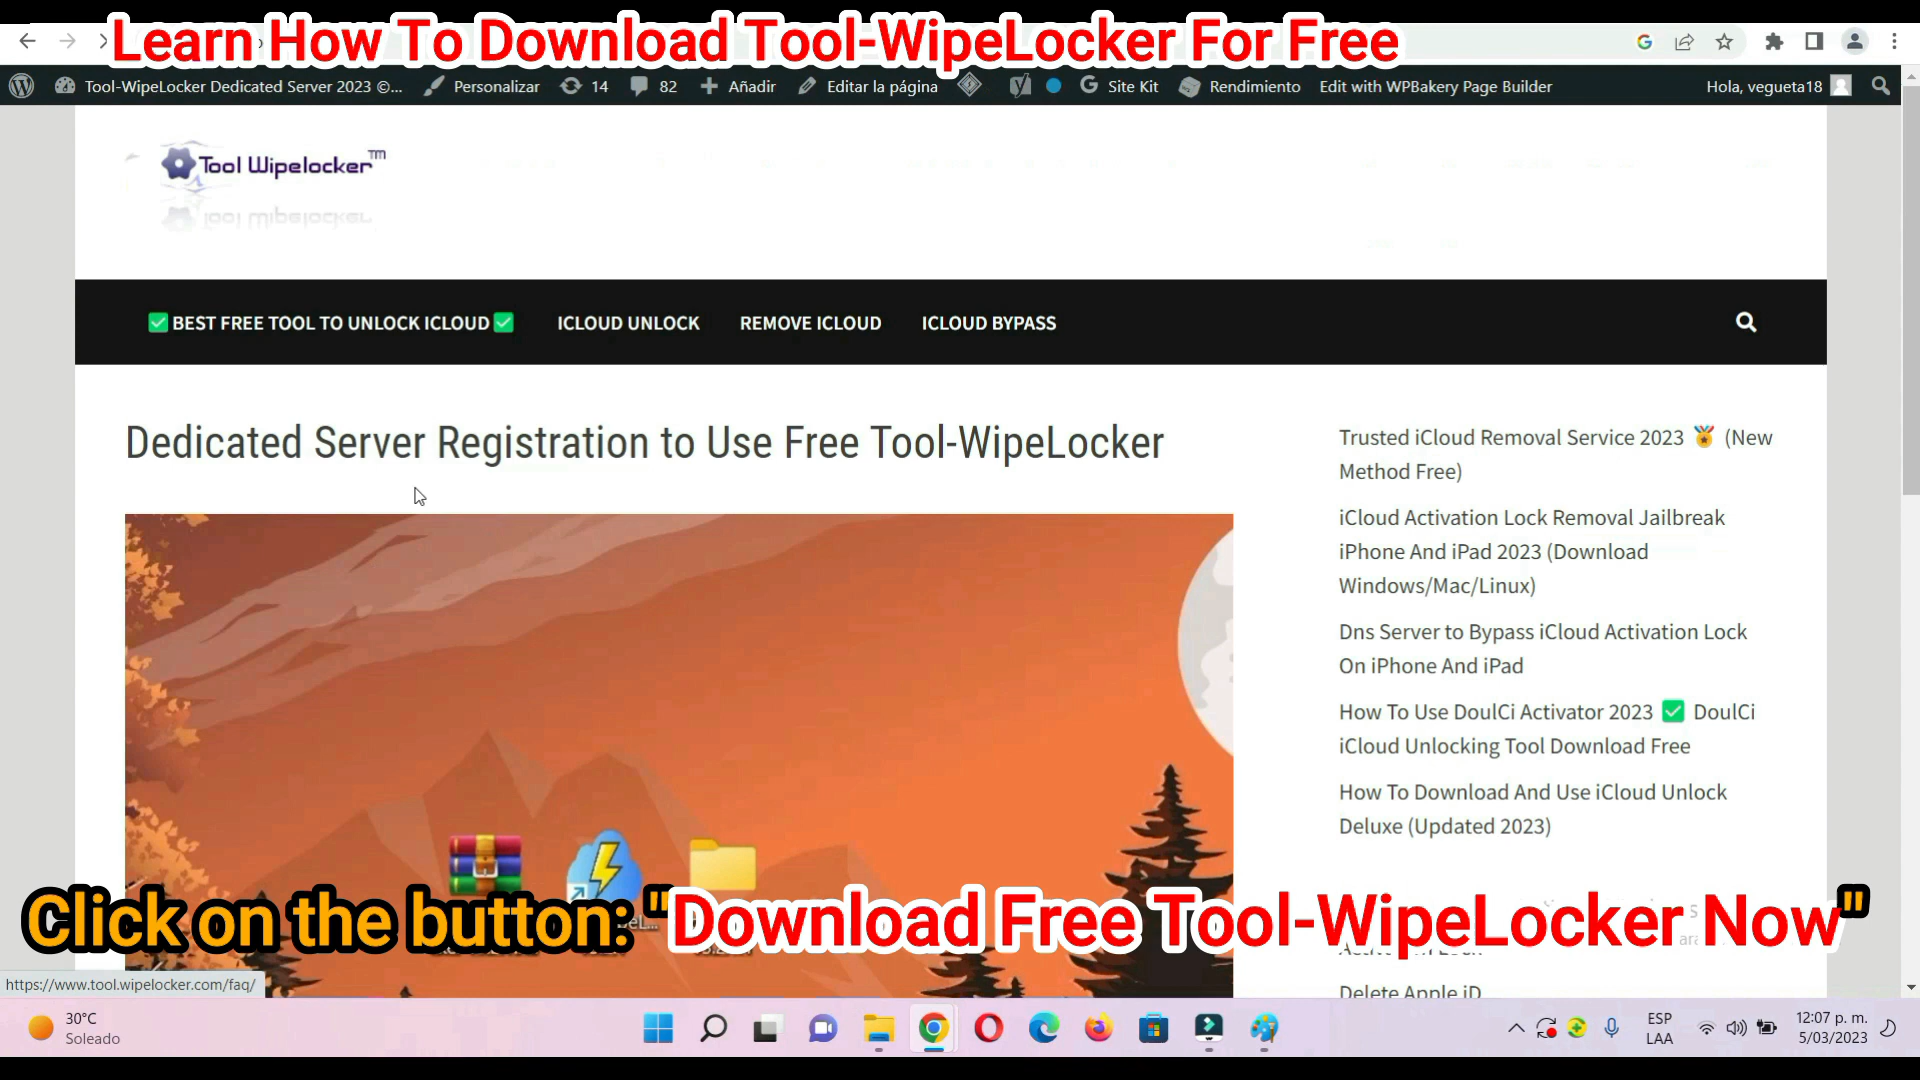 Learn How To Download Tool-WipeLocker For Free
Tool-WipeLocker Dedicated Server 2023 ©... Personalizar 14 82 Añadir Editar la página Site Kit Rendimiento Edit with WPBakery Page Builder Hola, vegueta18
Tool Wipelocker™
✅ BEST FREE TOOL TO UNLOCK ICLOUD ✅ ICLOUD UNLOCK REMOVE ICLOUD ICLOUD BYPASS
Dedicated Server Registration to Use Free Tool-WipeLocker
Trusted iCloud Removal Service 2023 🏅 (New
Method Free)
iCloud Activation Lock Removal Jailbreak
iPhone And iPad 2023 (Download
Windows/Mac/Linux)
Dns Server to Bypass iCloud Activation Lock
On iPhone And iPad
How To Use DoulCi Activator 2023 ✅ DoulCi
iCloud Unlocking Tool Download Free
How To Download And Use iCloud Unlock
Deluxe (Updated 2023)
Click on the button: "Download Free Tool-WipeLocker Now"
Delete Apple iD
https://www.tool.wipelocker.com/faq/
30°C
Soleado
ESP
LAA
12:07 p. m.
5/03/2023